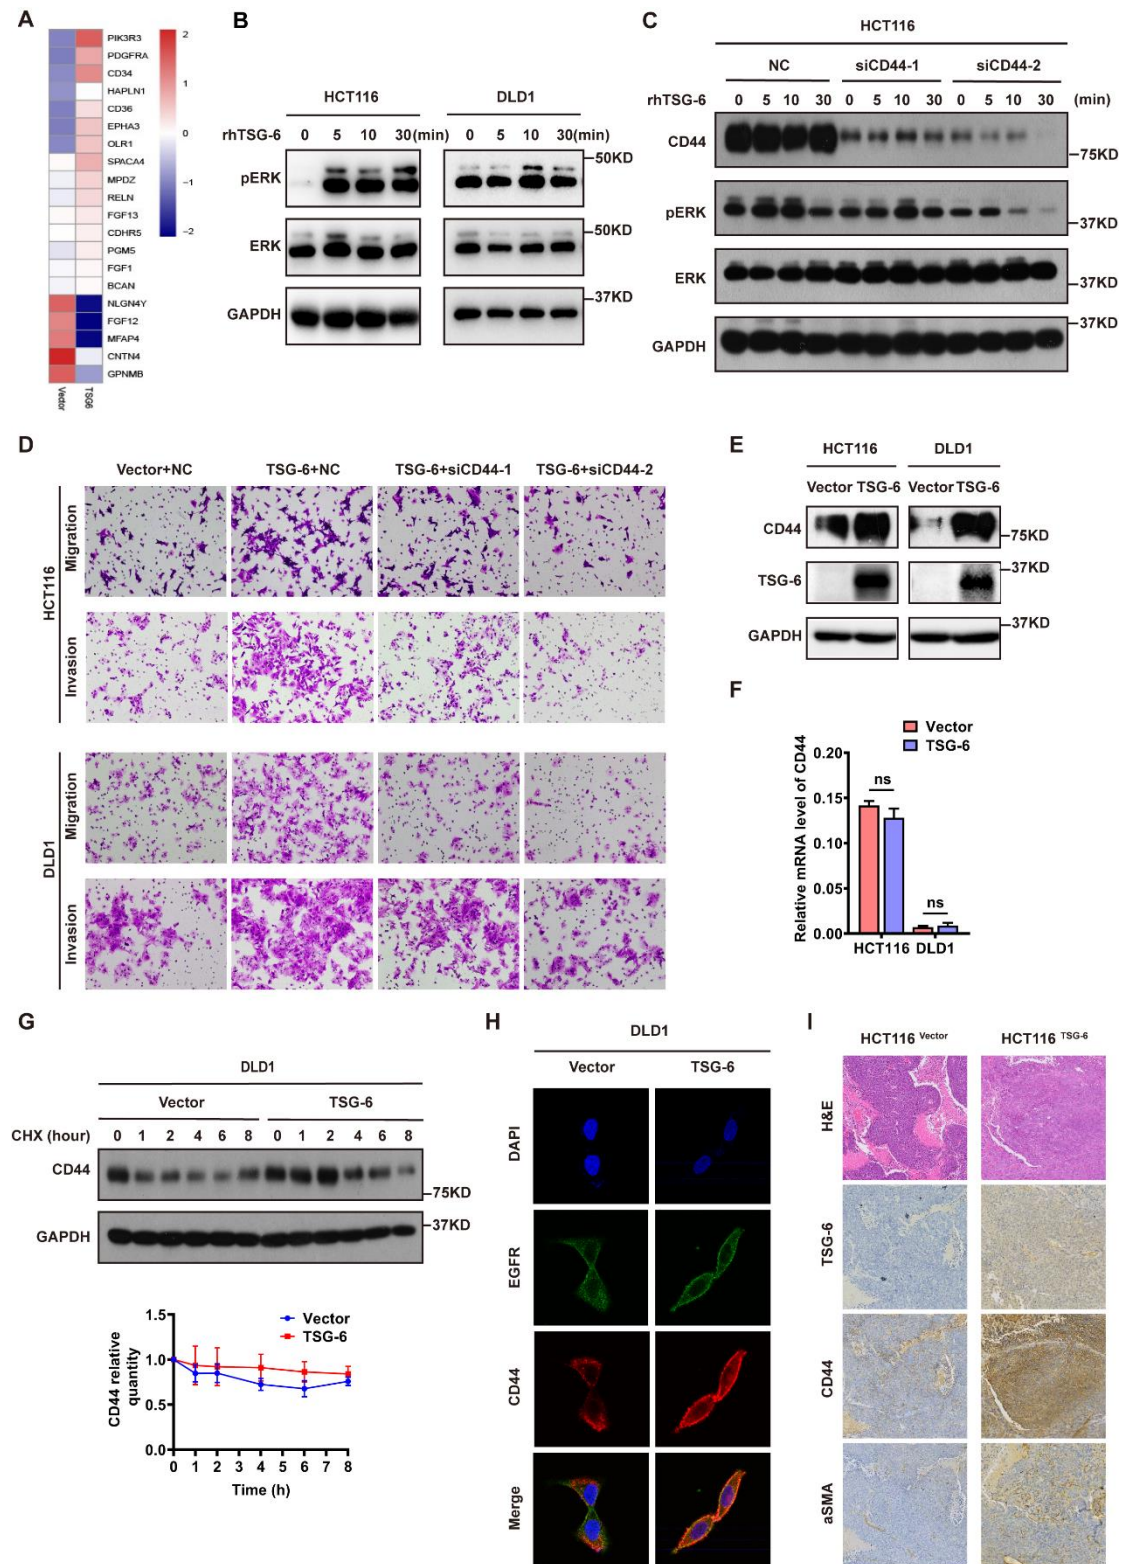 A
PIK3R3
PDGFRA
CD34
HAPLN1
CD36
EPHA3
OLR1
SPACA4
MPDZ
RELN
FGF13
CDHR5
PGM5
FGF1
BCAN
NLGN4Y
FGF12
MFAP4
CNTN4
GPNMB
2
1
0
−1
−2
Vector
TSG6
B
HCT116 DLD1
rhTSG-6 0 5 10 30(min) 0 5 10 30(min)
pERK 50KD
ERK 50KD
GAPDH 37KD
C
HCT116
NC siCD44-1 siCD44-2
rhTSG-6 0 5 10 30 0 5 10 30 0 5 10 30 (min)
CD44 75KD
pERK 37KD
ERK 37KD
GAPDH 37KD
D
Vector+NC TSG-6+NC TSG-6+siCD44-1 TSG-6+siCD44-2
HCT116
Migration
Invasion
DLD1
Migration
Invasion
E
HCT116 DLD1
Vector TSG-6 Vector TSG-6
CD44 75KD
TSG-6 37KD
GAPDH 37KD
F
Vector
TSG-6
Relative mRNA level of CD44
0.20
0.15
0.10
0.05
0.00
ns
ns
HCT116 DLD1
G
DLD1
Vector TSG-6
CHX (hour) 0 1 2 4 6 8 0 1 2 4 6 8
CD44 75KD
GAPDH 37KD
CD44 relative
quantity
1.5
1.0
0.5
0.0
Vector
TSG-6
0 1 2 3 4 5 6 7 8
Time (h)
H
DLD1
Vector TSG-6
DAPI
EGFR
CD44
Merge
I
HCT116 Vector HCT116 TSG-6
H&E
TSG-6
CD44
aSMA